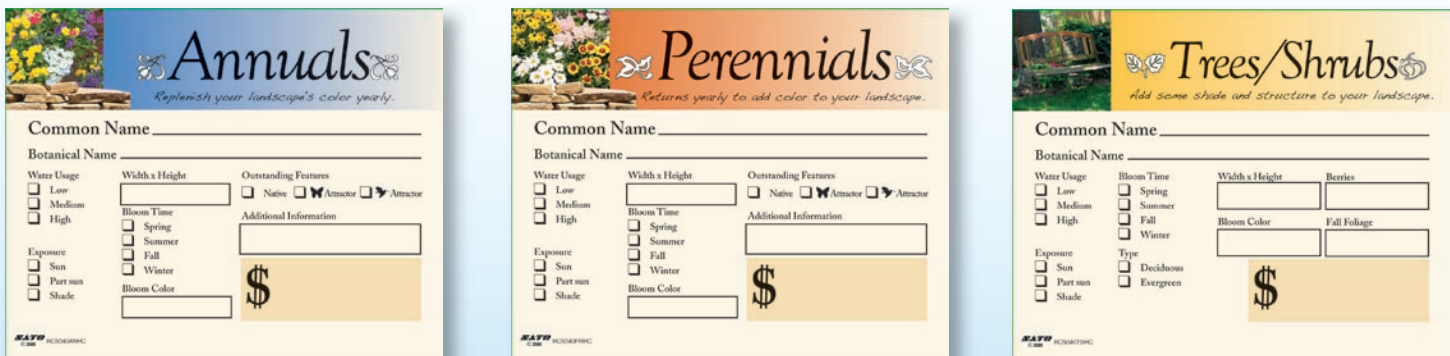 Annuals
Replenish your landscape's color yearly.
Common Name
Botanical Name
Water Usage
Low
Medium
High
Exposure
Sun
Part sun
Shade
Width x Height
Bloom Time
Spring
Summer
Fall
Winter
Bloom Color
Outstanding Features
Native Attractor Attractor
Additional Information
$
SATO
Perennials
Returns yearly to add color to your landscape.
Common Name
Botanical Name
Water Usage
Low
Medium
High
Exposure
Sun
Part sun
Shade
Width x Height
Bloom Time
Spring
Summer
Fall
Winter
Bloom Color
Outstanding Features
Native Attractor Attractor
Additional Information
$
SATO
Trees/Shrubs
Add some shade and structure to your landscape.
Common Name
Botanical Name
Water Usage
Low
Medium
High
Exposure
Sun
Part sun
Shade
Bloom Time
Spring
Summer
Fall
Winter
Type
Deciduous
Evergreen
Width x Height
Berries
Bloom Color
Fall Foliage
$
SATO